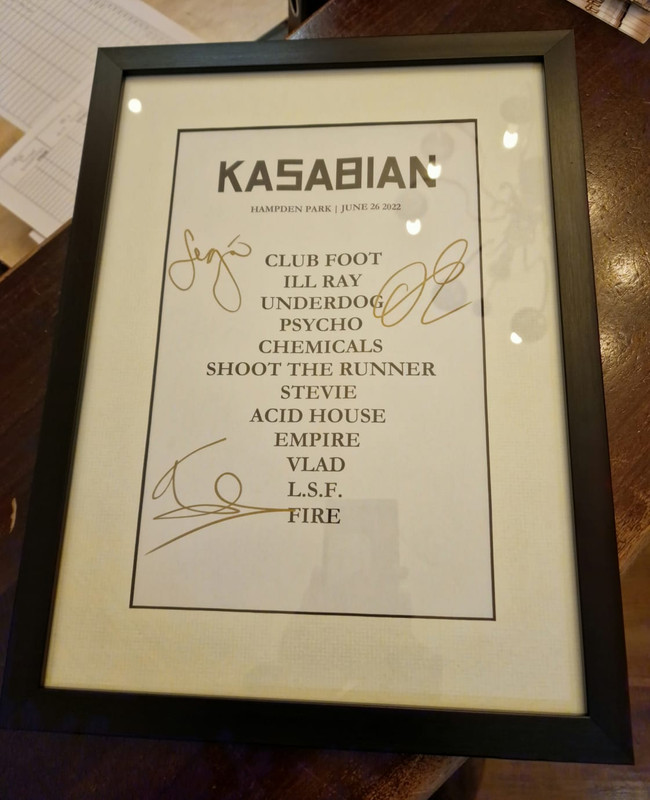 KASABIAN
HAMPDEN PARK | JUNE 26 2022
CLUB FOOT
ILL RAY
UNDERDOG
PSYCHO
CHEMICALS
SHOOT THE RUNNER
STEVIE
ACID HOUSE
EMPIRE
VLAD
L.S.F.
FIRE